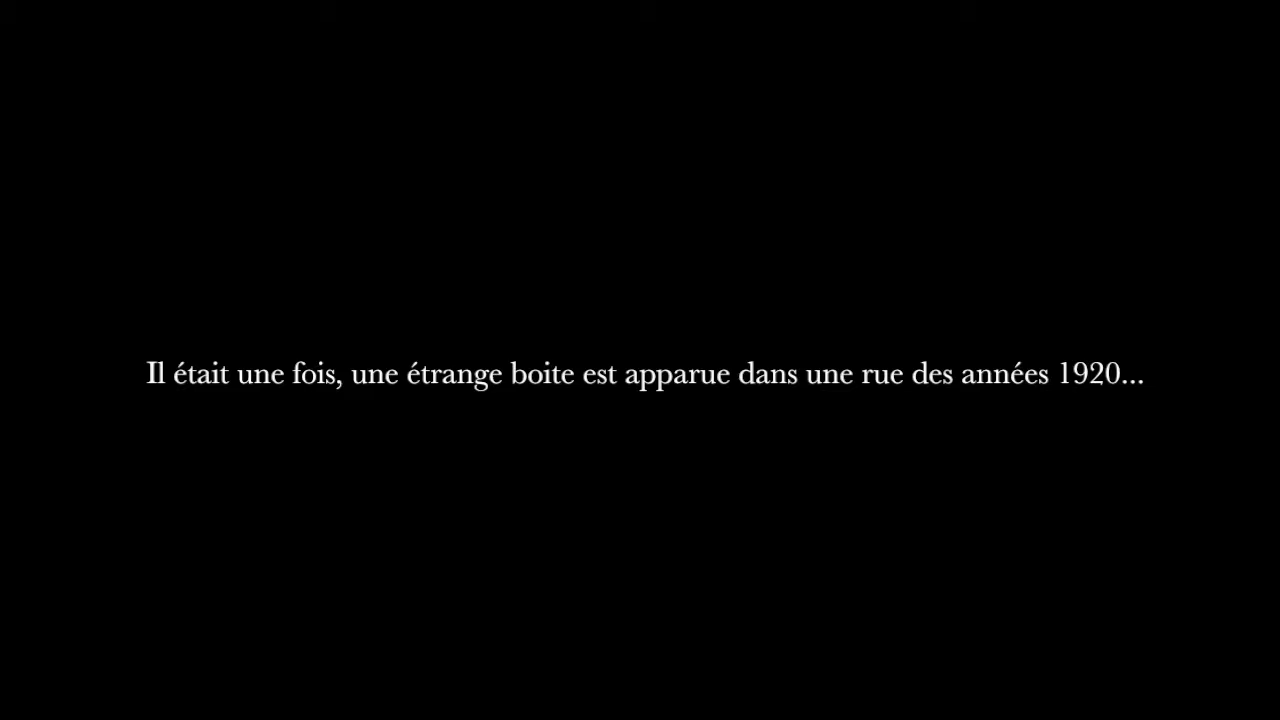 Il était une fois, une étrange boite est apparue dans une rue des années 1920...